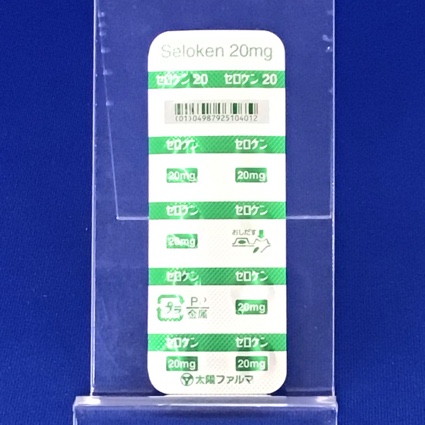 Seloken 20mg
セロケン 20 セロケン 20
(01)04987925104012
セロケン セロケン
20mg 20mg
セロケン セロケン
20mg おしだす
セロケン セロケン
プラ P 金属 20mg
セロケン セロケン
20mg 20mg
太陽ファルマ